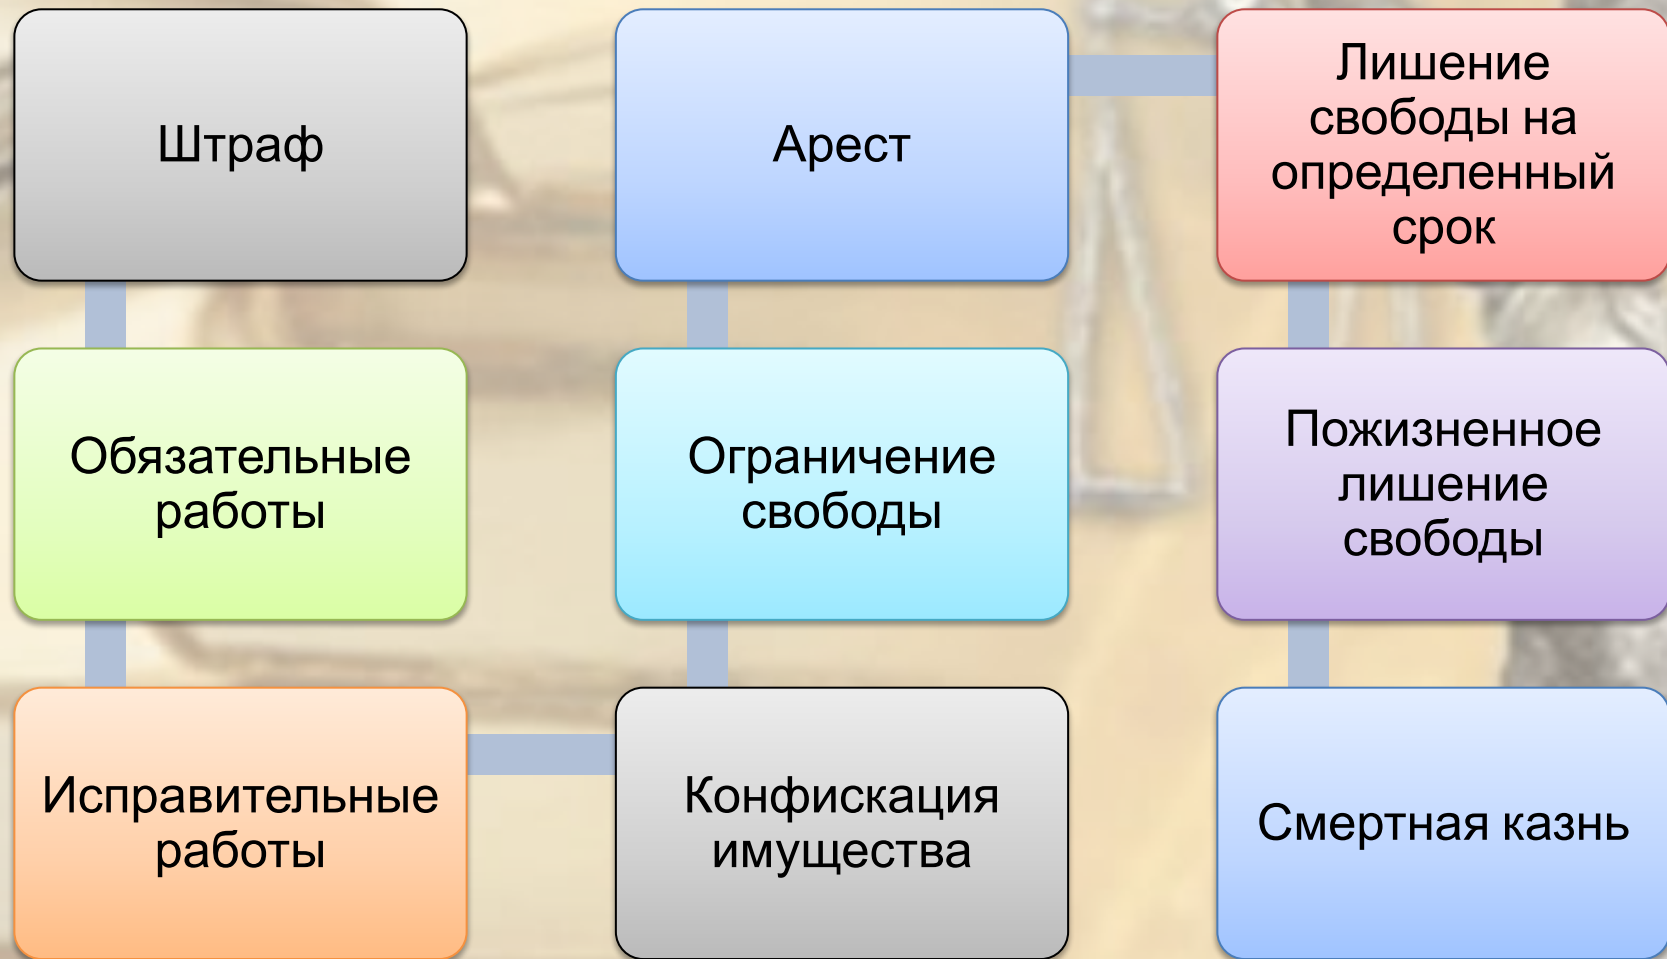 Штраф
Обязательные
работы
Исправительные
работы
Конфискация
имущества
Ограничение
свободы
Арест
Лишение
свободы на
определенный
срок
Пожизненное
лишение
свободы
Смертная казнь